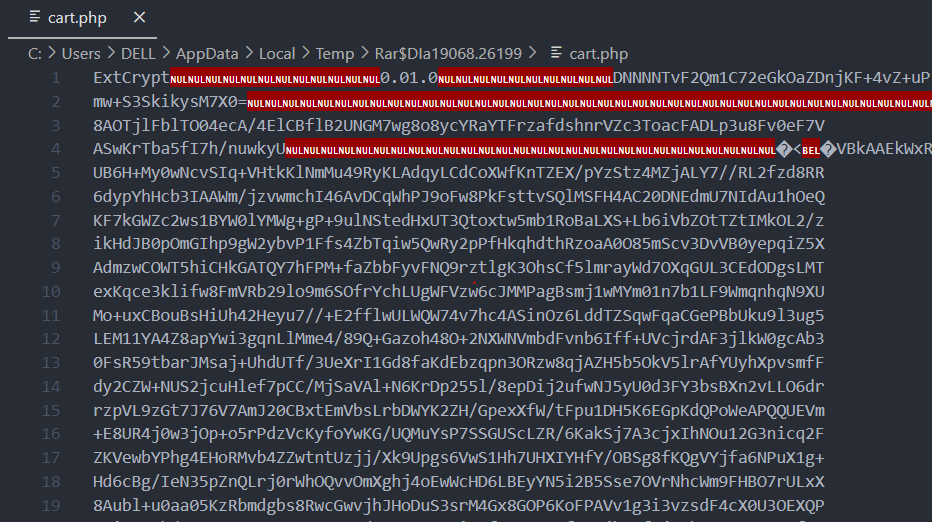 cart.php
C: > Users > DELL > AppData > Local > Temp > Rar$DIa19068.26199 > cart.php
1 ExtCryptNULNULNULNULNULNULNULNULNULNULNULNUL0.01.0NULNULNULNULNULNULNULNULNULNULDNNNNTvF2Qm1C72eGkOaZDnjKF+4vZ+uP
2 mw+S3SkikysM7X0=NULNULNULNULNULNULNULNULNULNULNULNULNULNULNULNULNULNULNULNULNULNULNULNULNULNULNULNULNULNULNULNULNULNULNULNULNULNULNUL
3 8AOTjlFblTO04ecA/4ElCBflB2UNGM7wg8o8ycYRaYTFrzafdshnrVZc3ToacFADLp3u8Fv0eF7V
4 ASwKrTba5fI7h/nuwkyUNULNULNULNULNULNULNULNULNULNULNULNULNULNULNULNULNULNULNULNULNULNULNULNULNULNULNULNUL�<BEL�VBkAAEkWxR
5 UB6H+My0wNcvSIq+VHtkKlNmMu49RyKLAdqyLCdCoXWfKnTZEX/pYzStz4MZjALY7//RL2fzd8RR
6 6dypYhHcb3IAAWm/jzvwmchI46AvDCqWhPJ9oFw8PkFsttvSQlMSFH4AC20DNEdmU7NIdAu1hOeQ
7 KF7kGWZc2ws1BYW0lYMWg+gP+9ulNStedHxUT3Qtoxtw5mb1RoBaLXS+Lb6iVbZOtTZtIMkOL2/z
8 ikHdJB0pOmGIhp9gW2ybvP1Ffs4ZbTqiw5QwRy2pPfHkqhdthRzoaA0O85mScv3DvVB0yepqiZ5X
9 AdmzwCOWT5hiCHkGATQY7hFPM+faZbbFyvFNQ9rztlgK3OhsCf5lmrayWd7OXqGUL3CEdODgsLMT
10 exKqce3klifw8FmVRb29lo9m6SOfrYchLUgWFVzw6cJMMPagBsmj1wMYm01n7b1LF9WmqnhqN9XU
11 Mo+uxCBouBsHiUh42Heyu7//+E2fflwULWQW74v7hc4ASinOz6LddTZSqwFqaCGePBbUku9l3ug5
12 LEM11YA4Z8apYwi3gqnLlMme4/89Q+Gazoh48O+2NXWNVmbdFvnb6Iff+UVcjrdAF3jlkW0gcAb3
13 0FsR59tbarJMsaj+UhdUTf/3UeXrI1Gd8faKdEbzqpn3ORzw8qjAZH5b5OkV5lrAfYUyhXpvsmfF
14 dy2CZW+NUS2jcuHlef7pCC/MjSaVAl+N6KrDp255l/8epDij2ufwNJ5yU0d3FY3bsBXn2vLLO6dr
15 rzpVL9zGt7J76V7AmJ20CBxtEmVbsLrbDWYK2ZH/GpexXfW/tFpu1DH5K6EGpKdQPoWeAPQQUEVm
16 +E8UR4j0w3jOp+o5rPdzVcKyfoYwKG/UQMuYsP7SSGUScLZR/6KakSj7A3cjxIhNOu12G3nicq2F
17 ZKVewbYPhg4EHoRMvb4ZZwtntUzjj/Xk9Upgs6VwS1Hh7UHXIYHfY/OBSg8fKQgVYjfa6NPuX1g+
18 Hd6cBg/IeN35pZnQLrj0rWhOQvvOmXghj4oEwWcHD6LBEyYN5i2B5Sse7OVrNhcWm9FHBO7rULxX
19 8Aubl+u0aa05KzRbmdgbs8RwcGwvjhJHoDuS3srM4Gx8GOP6KoFPAVv1g3i3vzsdF4cX0U3OEXQP